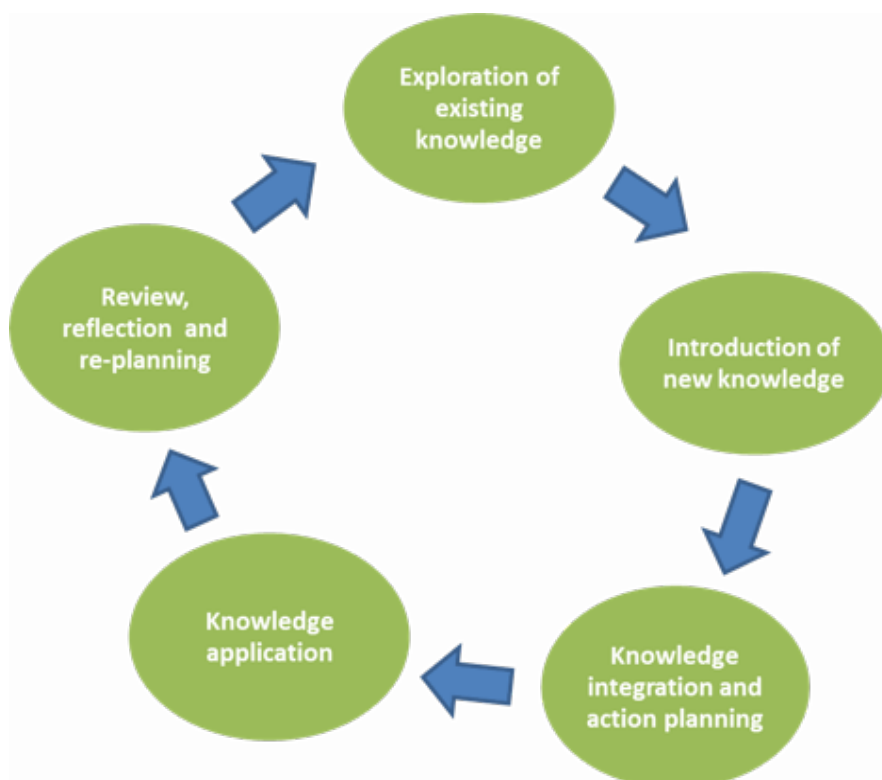 Exploration of
existing
knowledge
Introduction of
new knowledge
Knowledge
integration and
action planning
Knowledge
application
Review,
reflection and
re-planning